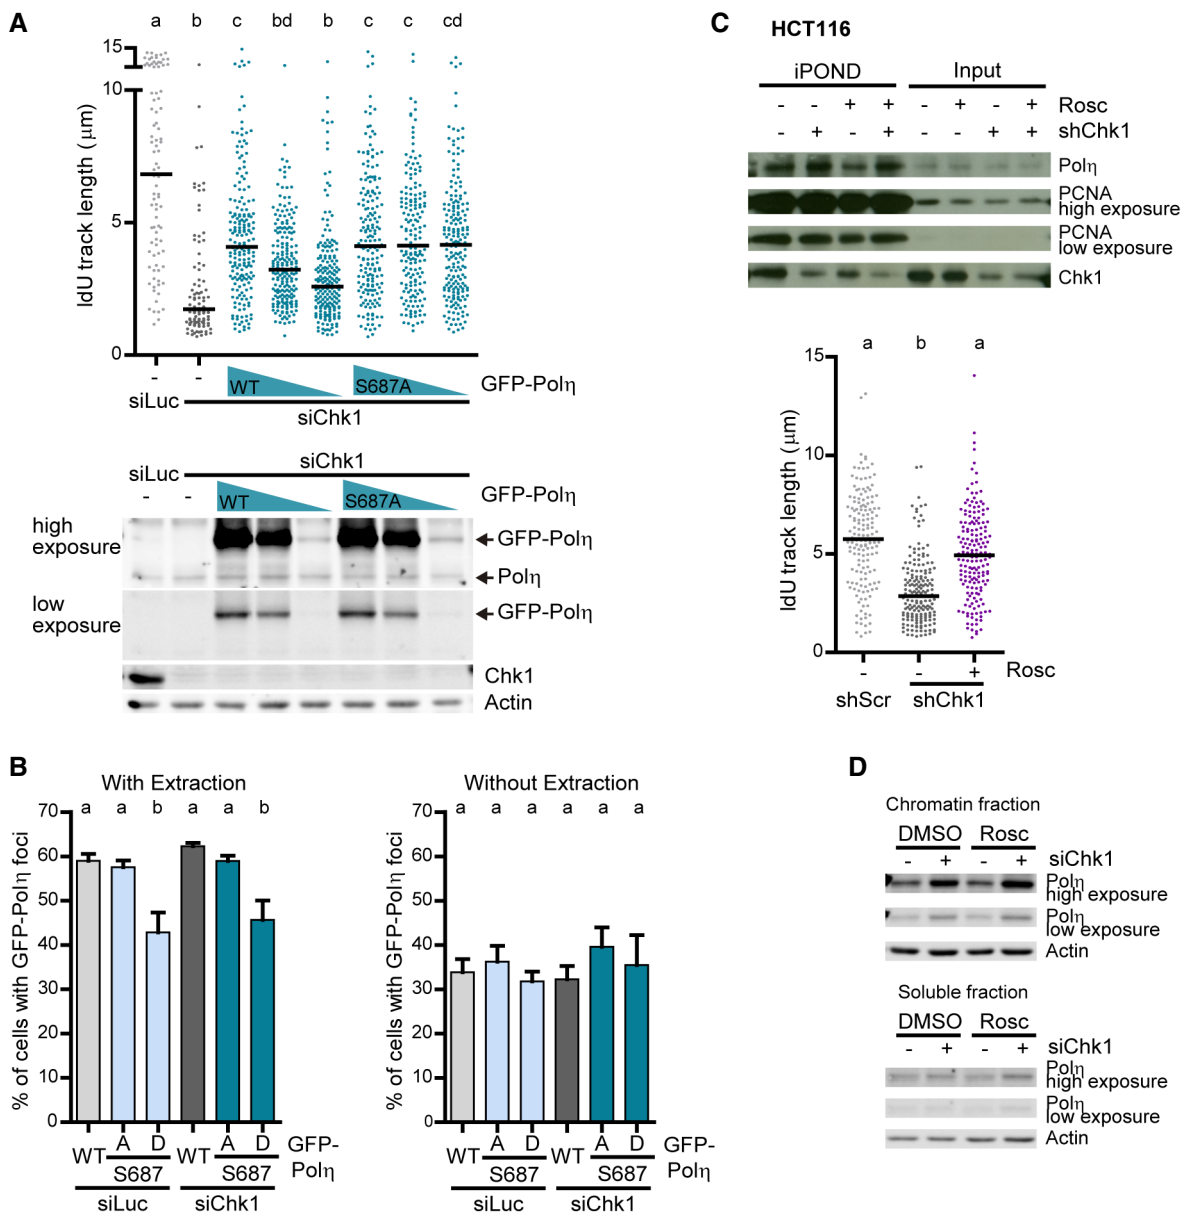 A
a b c bd b c c cd
IdU track length (μm)
15
10
5
0
- -
WT
S687A
GFP-Polη
siLuc
siChk1
siChk1
siLuc
- -
WT
S687A
GFP-Polη
high
exposure
GFP-Polη
Polη
low
exposure
GFP-Polη
Chk1
Actin
B
With Extraction
a a b a a b
% of cells with GFP-Polη foci
70
60
50
40
30
20
10
0
WT A D WT A D
GFP-
Polη
S687 S687
siLuc siChk1
Without Extraction
a a a a a a
% of cells with GFP-Polη foci
70
60
50
40
30
20
10
0
WT A D WT A D
GFP-
Polη
S687 S687
siLuc siChk1
C
HCT116
iPOND Input
- - + + - + - + Rosc
- + - + - - + + shChk1
Polη
PCNA
high exposure
PCNA
low exposure
Chk1
a b a
IdU track length (μm)
15
10
5
0
- - + Rosc
shScr shChk1
D
Chromatin fraction
DMSO Rosc
- + - + siChk1
Polη
high exposure
Polη
low exposure
Actin
Soluble fraction
DMSO Rosc
- + - + siChk1
Polη
high exposure
Polη
low exposure
Actin